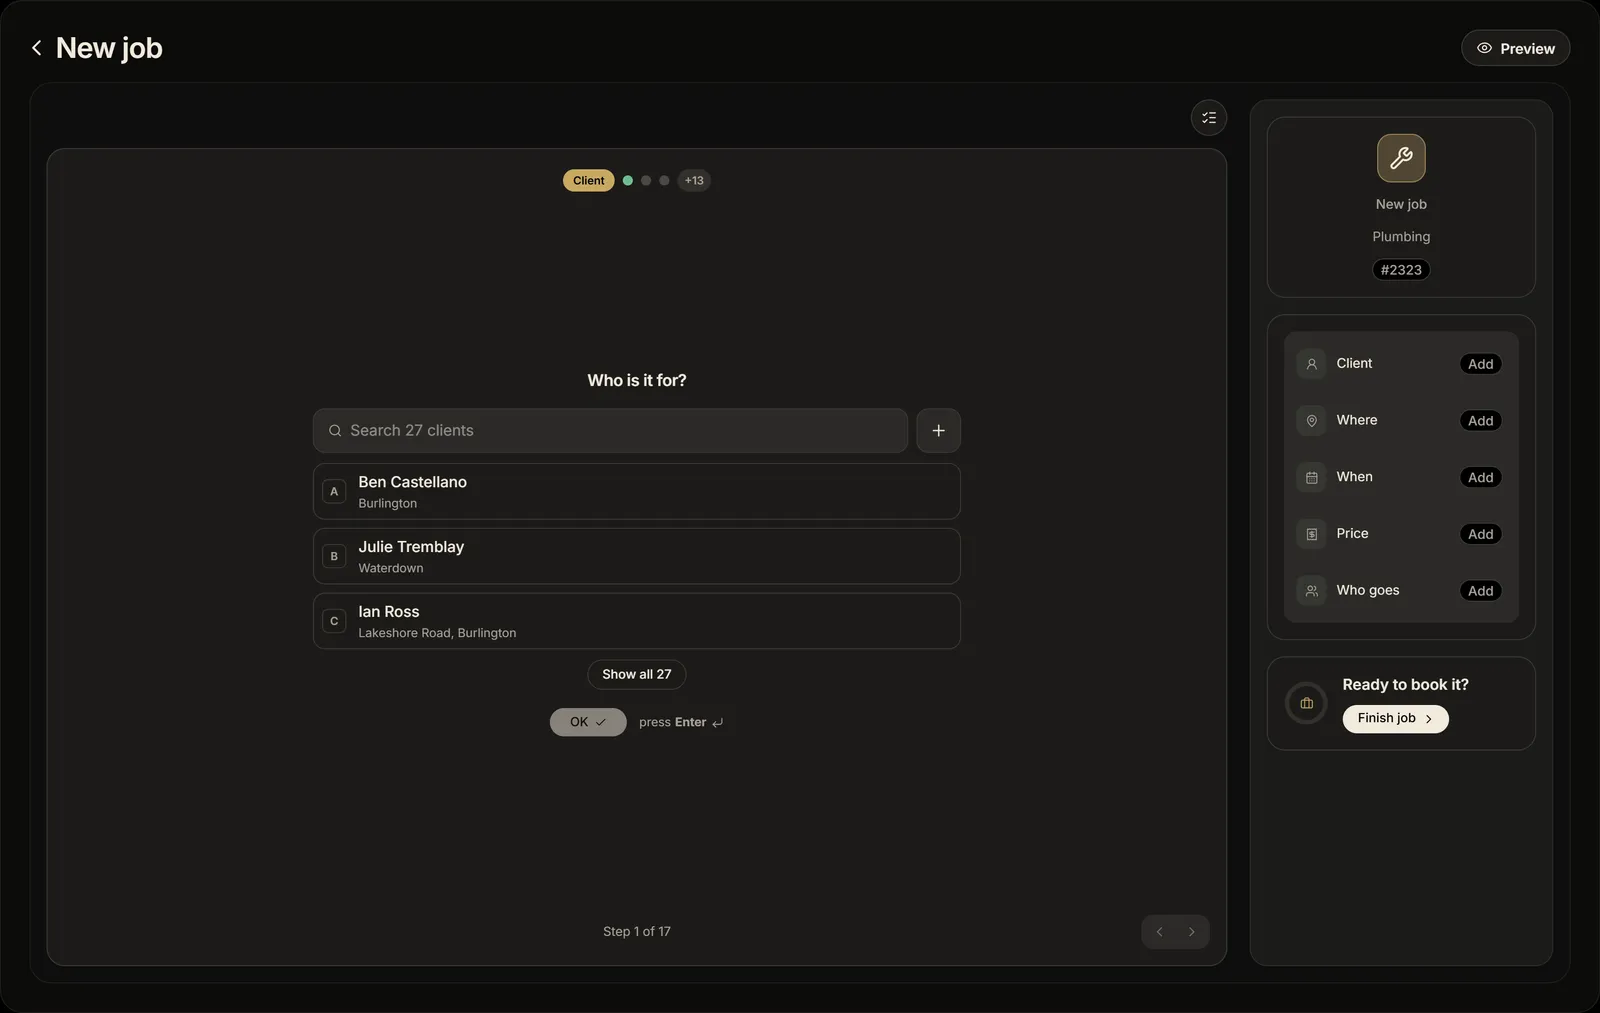 New job
Preview
Client
+13
Who is it for?
Search 27 clients
A
Ben Castellano
Burlington
B
Julie Tremblay
Waterdown
C
Ian Ross
Lakeshore Road, Burlington
Show all 27
OK
press Enter
Step 1 of 17
New job
Plumbing
#2323
Client
Add
Where
Add
When
Add
Price
Add
Who goes
Add
Ready to book it?
Finish job